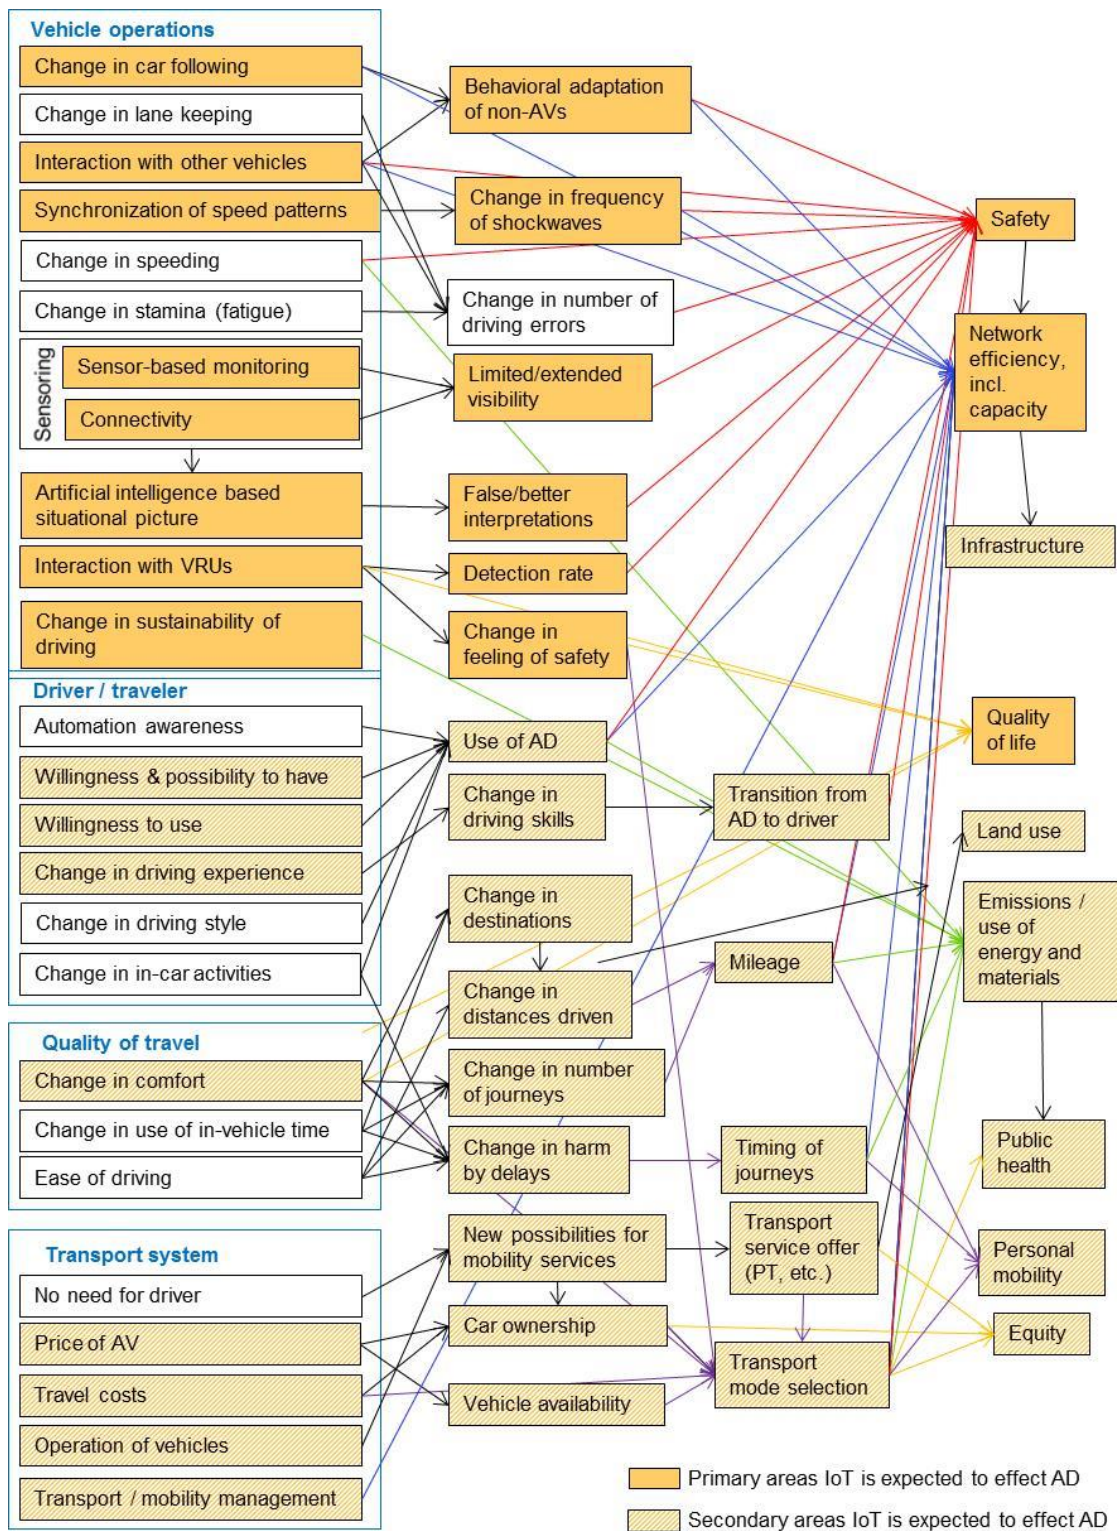 Vehicle operations
Change in car following
Change in lane keeping
Interaction with other vehicles
Synchronization of speed patterns
Change in speeding
Change in stamina (fatigue)
Sensoring
Sensor-based monitoring
Connectivity
Artificial intelligence based
situational picture
Interaction with VRUs
Change in sustainability of
driving
Driver / traveler
Automation awareness
Willingness & possibility to have
Willingness to use
Change in driving experience
Change in driving style
Change in in-car activities
Quality of travel
Change in comfort
Change in use of in-vehicle time
Ease of driving
Transport system
No need for driver
Price of AV
Travel costs
Operation of vehicles
Transport / mobility management
Behavioral adaptation
of non-AVs
Change in frequency
of shockwaves
Change in number of
driving errors
Limited/extended
visibility
False/better
interpretations
Detection rate
Change in
feeling of safety
Use of AD
Change in
driving skills
Change in
destinations
Change in
distances driven
Change in number
of journeys
Change in harm
by delays
New possibilities for
mobility services
Car ownership
Vehicle availability
Transition from
AD to driver
Mileage
Timing of
journeys
Transport
service offer
(PT, etc.)
Transport
mode selection
Safety
Network
efficiency,
incl.
capacity
Infrastructure
Quality
of life
Land use
Emissions /
use of
energy and
materials
Public
health
Personal
mobility
Equity
Primary areas IoT is expected to effect AD
Secondary areas IoT is expected to effect AD